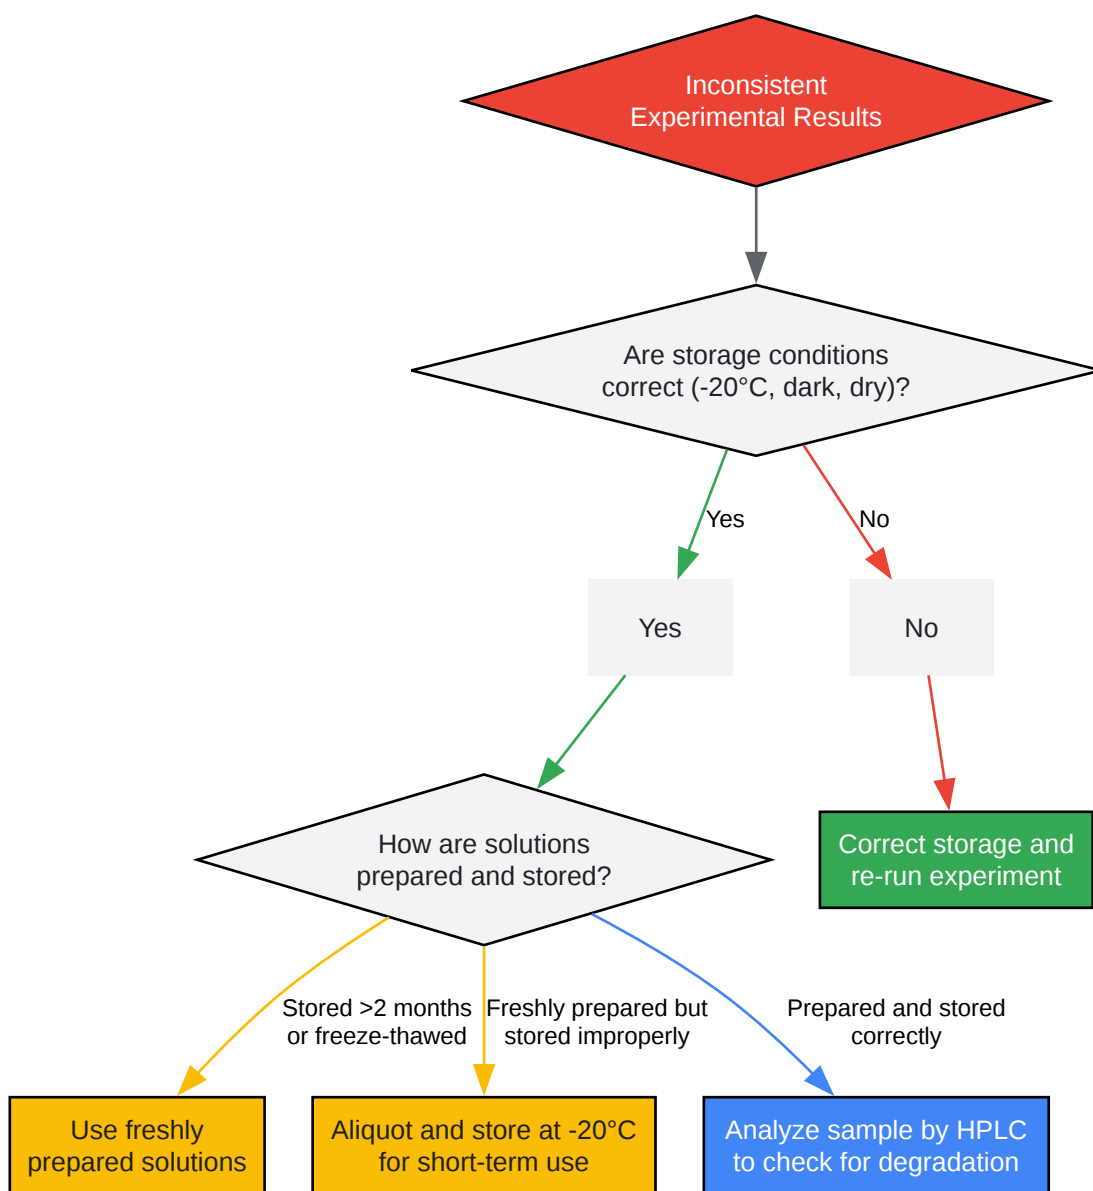 Inconsistent
Experimental Results
Are storage conditions
correct (-20°C, dark, dry)?
Yes
No
Yes
No
How are solutions
prepared and stored?
Correct storage and
re-run experiment
Stored >2 months
or freeze-thawed
Freshly prepared but
stored improperly
Prepared and stored
correctly
Use freshly
prepared solutions
Aliquot and store at -20°C
for short-term use
Analyze sample by HPLC
to check for degradation